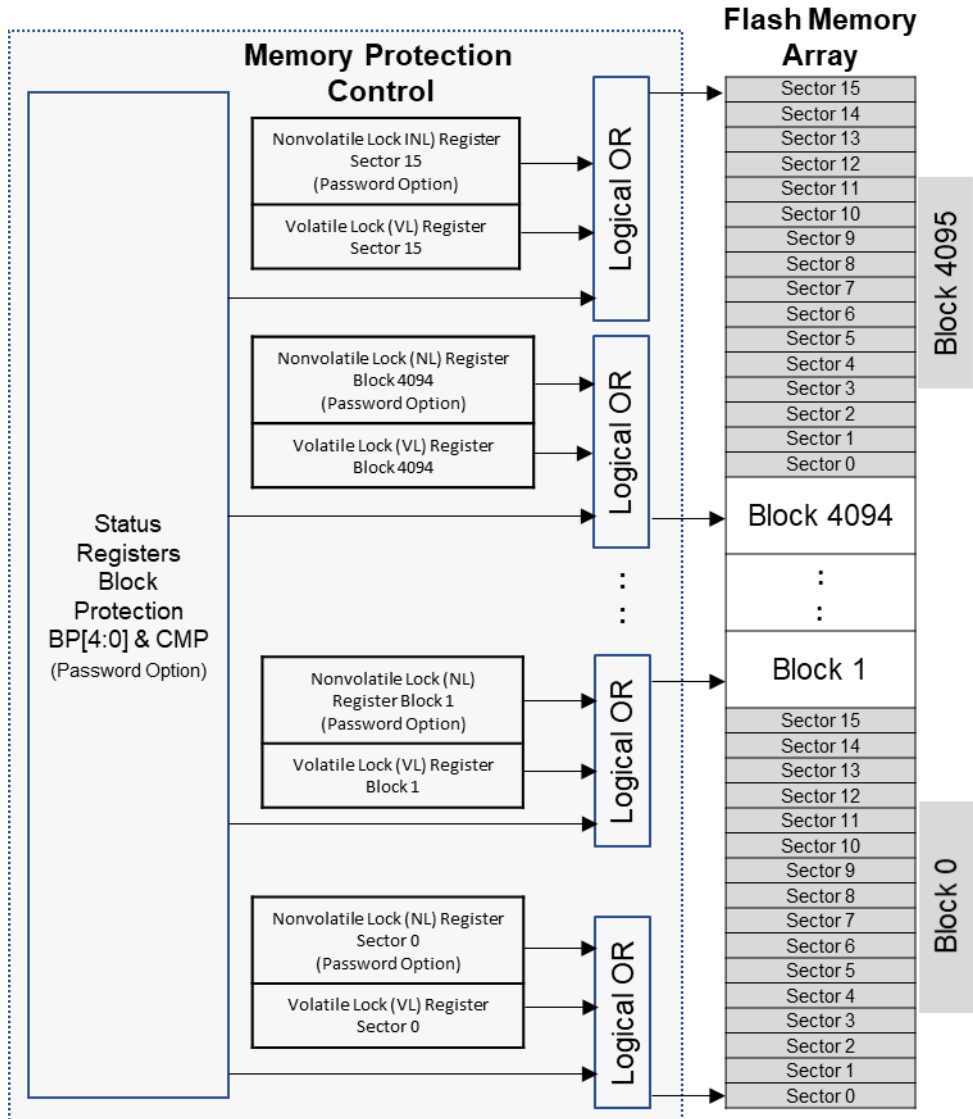 Memory Protection
Control
Flash Memory
Array
Status
Registers
Block
Protection
BP[4:0] & CMP
(Password Option)
Nonvolatile Lock INL) Register
Sector 15
(Password Option)
Volatile Lock (VL) Register
Sector 15
Logical OR
Nonvolatile Lock (NL) Register
Block 4094
(Password Option)
Volatile Lock (VL) Register
Block 4094
Logical OR
:
:
Nonvolatile Lock (NL)
Register Block 1
(Password Option)
Volatile Lock (VL) Register
Block 1
Logical OR
Nonvolatile Lock (NL) Register
Sector 0
(Password Option)
Volatile Lock (VL) Register
Sector 0
Logical OR
Sector 15
Sector 14
Sector 13
Sector 12
Sector 11
Sector 10
Sector 9
Sector 8
Sector 7
Sector 6
Sector 5
Sector 4
Sector 3
Sector 2
Sector 1
Sector 0
Block 4095
Block 4094
:
:
Block 1
Sector 15
Sector 14
Sector 13
Sector 12
Sector 11
Sector 10
Sector 9
Sector 8
Sector 7
Sector 6
Sector 5
Sector 4
Sector 3
Sector 2
Sector 1
Sector 0
Block 0